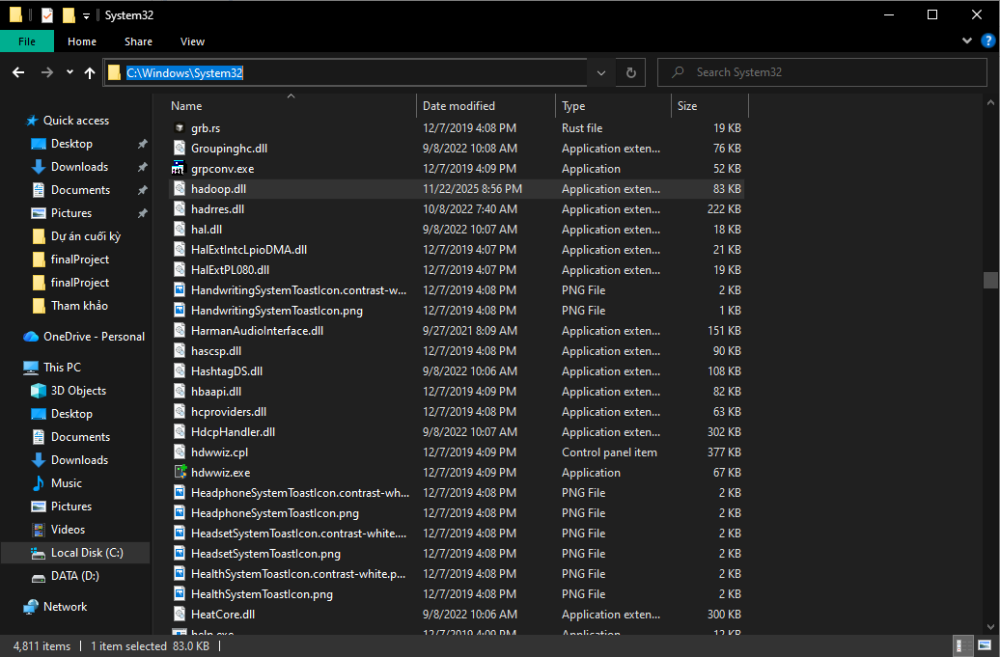 System32
File Home Share View
C:\Windows\System32
Search System32
Name Date modified Type Size
Quick access
Desktop
Downloads
Documents
Pictures
Dự án cuối kỳ
finalProject
finalProject
Tham khảo
OneDrive - Personal
This PC
3D Objects
Desktop
Documents
Downloads
Music
Pictures
Videos
Local Disk (C:)
DATA (D:)
Network
grb.rs 12/7/2019 4:08 PM Rust file 19 KB
Groupinghc.dll 9/8/2022 10:08 AM Application exten... 76 KB
grpconv.exe 12/7/2019 4:09 PM Application 52 KB
hadoop.dll 11/22/2025 8:56 PM Application exten... 83 KB
hadrres.dll 10/8/2022 7:40 AM Application exten... 222 KB
hal.dll 9/8/2022 10:07 AM Application exten... 18 KB
HalExtIntcLpioDMA.dll 12/7/2019 4:07 PM Application exten... 21 KB
HalExtPL080.dll 12/7/2019 4:07 PM Application exten... 19 KB
HandwritingSystemToastIcon.contrast-w... 12/7/2019 4:08 PM PNG File 2 KB
HandwritingSystemToastIcon.png 12/7/2019 4:08 PM PNG File 1 KB
HarmanAudioInterface.dll 9/27/2021 8:09 AM Application exten... 151 KB
hascsp.dll 12/7/2019 4:08 PM Application exten... 90 KB
HashtagDS.dll 9/8/2022 10:06 AM Application exten... 108 KB
hbaapi.dll 12/7/2019 4:09 PM Application exten... 82 KB
hcproviders.dll 12/7/2019 4:09 PM Application exten... 63 KB
HdcpHandler.dll 9/8/2022 10:07 AM Application exten... 302 KB
hdwwiz.cpl 12/7/2019 4:09 PM Control panel item 377 KB
hdwwiz.exe 12/7/2019 4:09 PM Application 67 KB
HeadphoneSystemToastIcon.contrast-wh... 12/7/2019 4:08 PM PNG File 2 KB
HeadphoneSystemToastIcon.png 12/7/2019 4:08 PM PNG File 2 KB
HeadsetSystemToastIcon.contrast-white.... 12/7/2019 4:08 PM PNG File 2 KB
HeadsetSystemToastIcon.png 12/7/2019 4:08 PM PNG File 2 KB
HealthSystemToastIcon.contrast-white.p... 12/7/2019 4:08 PM PNG File 2 KB
HealthSystemToastIcon.png 12/7/2019 4:08 PM PNG File 2 KB
HeatCore.dll 9/8/2022 10:06 AM Application exten... 300 KB
help.exe 12/7/2019 4:09 PM Application 12 KB
4,811 items 1 item selected 83.0 KB